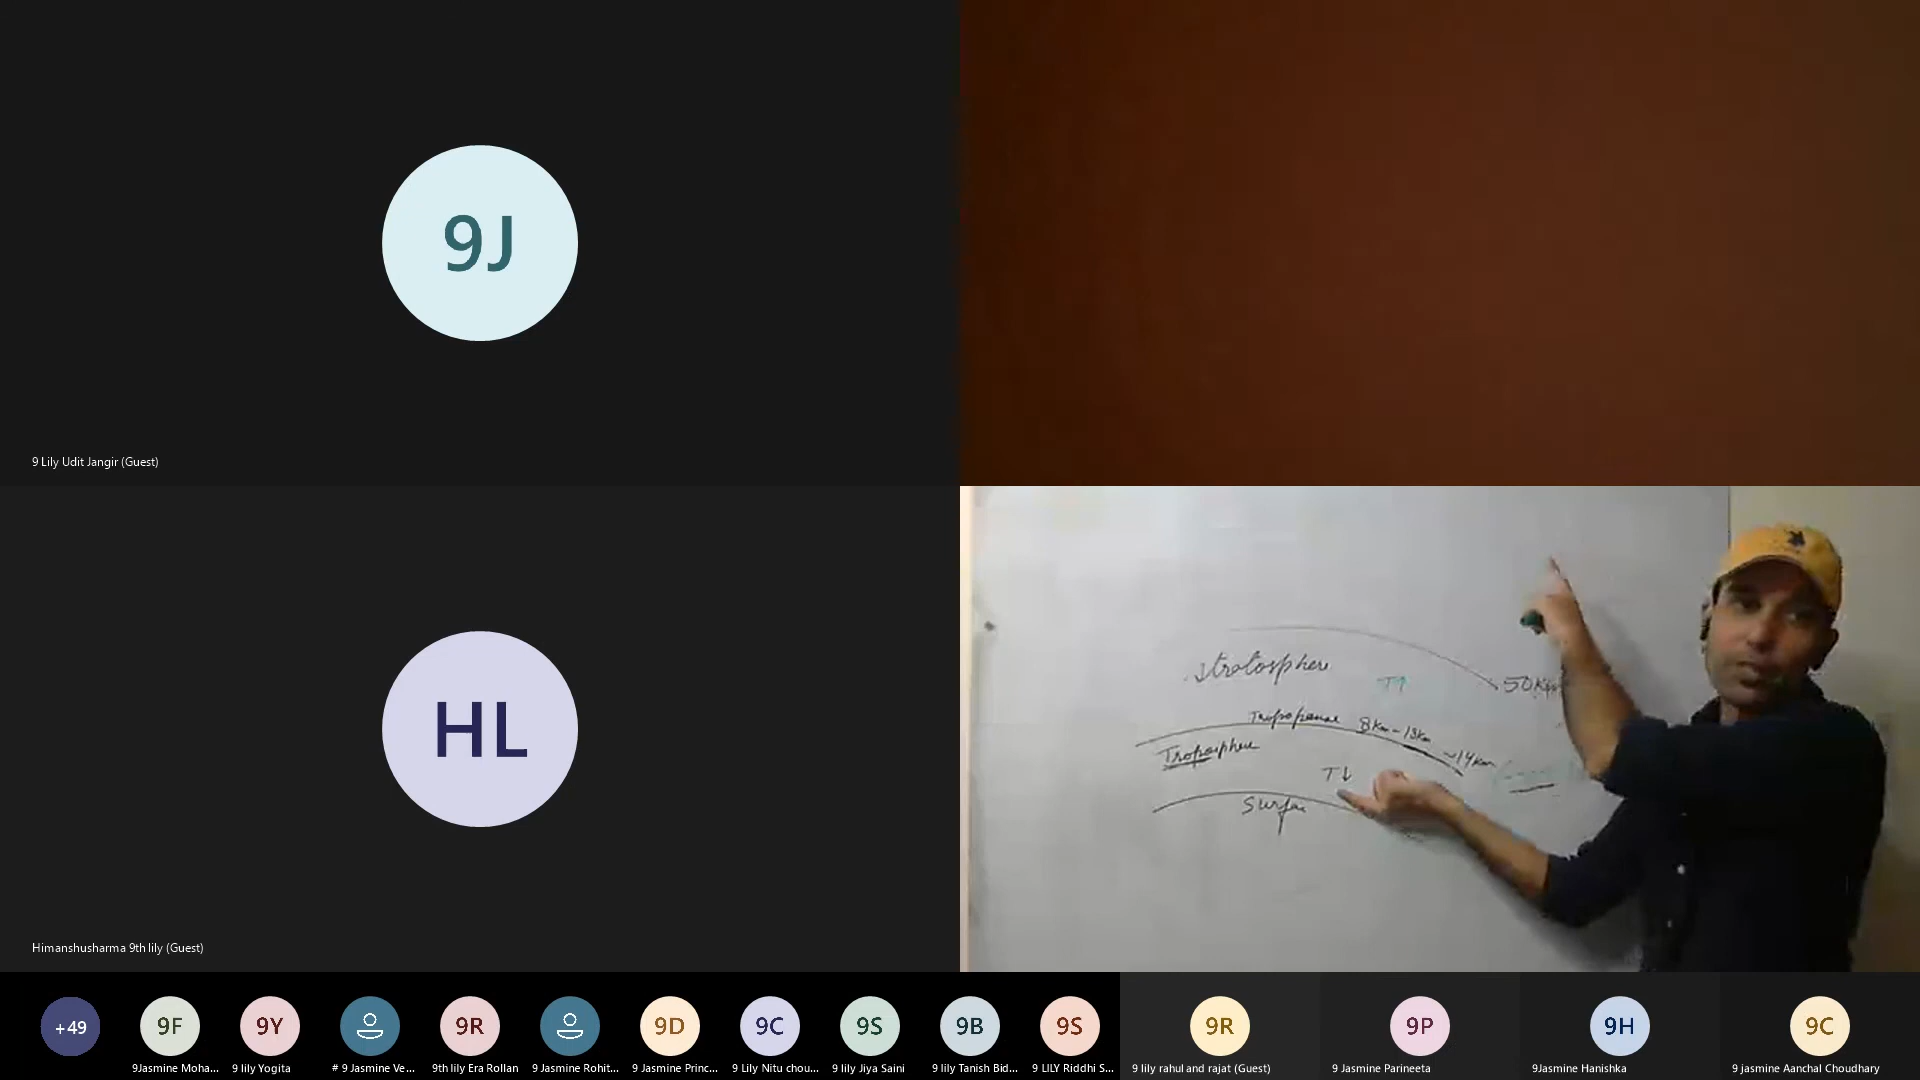 9J
9 Lily Udit Jangir (Guest)
HL
Himanshusharma 9th lily (Guest)
stratosphere
T↑
50Km
Tropopause 8Km-18Km
Troposphere
~14Km
T↓
+49
9F
9Y
9R
9D
9C
9S
9B
9S
9R
9P
9H
9C
9Jasmine Moha...
9 lily Yogita
# 9 Jasmine Ve...
9th lily Era Rollan
9 Jasmine Rohit...
9 Jasmine Princ...
9 Lily Nitu chou...
9 lily Jiya Saini
9 lily Tanish Bid...
9 LILY Riddhi S...
9 lily rahul and rajat (Guest)
9 Jasmine Parineeta
9Jasmine Hanishka
9 jasmine Aanchal Choudhary